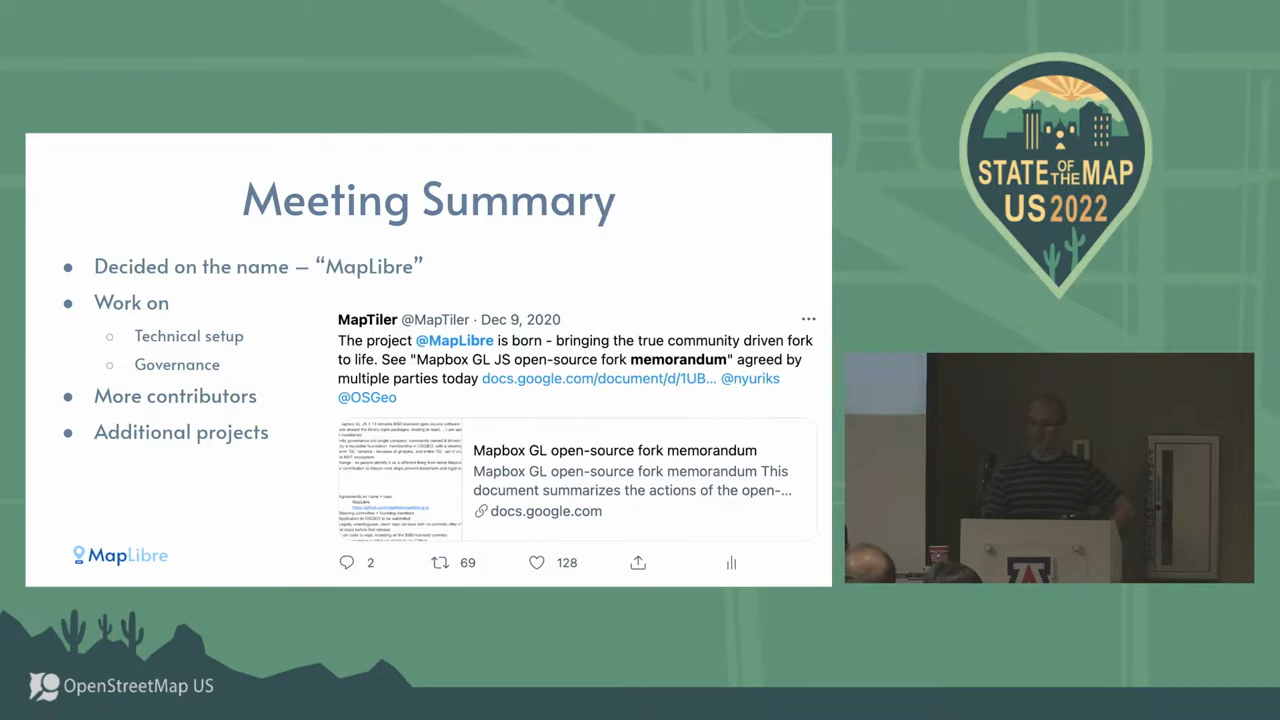 Meeting Summary
Decided on the name – “MapLibre”
Work on
Technical setup
Governance
More contributors
Additional projects
MapTiler @MapTiler · Dec 9, 2020
The project @MapLibre is born - bringing the true community driven fork
to life. See "Mapbox GL JS open-source fork memorandum" agreed by
multiple parties today docs.google.com/document/d/1UB... @nyuriks
@OSGeo
Mapbox GL open-source fork memorandum
Mapbox GL open-source fork memorandum This
document summarizes the actions of the open-...
docs.google.com
2 69 128
MapLibre
STATE OF THE MAP
US 2022
A
OpenStreetMap US